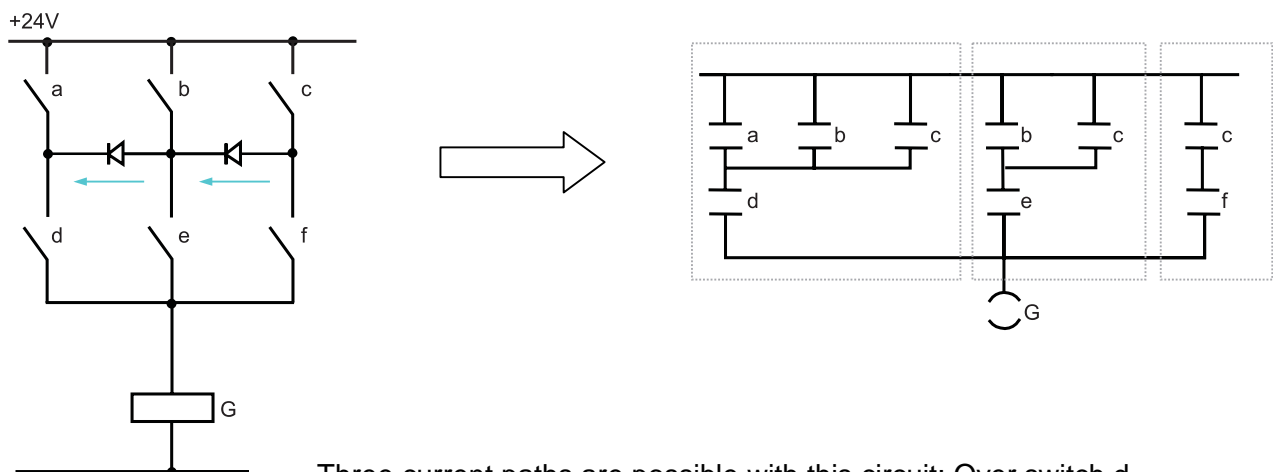 +24V
a b c
d e f
G
a b c b c c
d e f
G
Three current paths are possible with this circuit: Over switch d